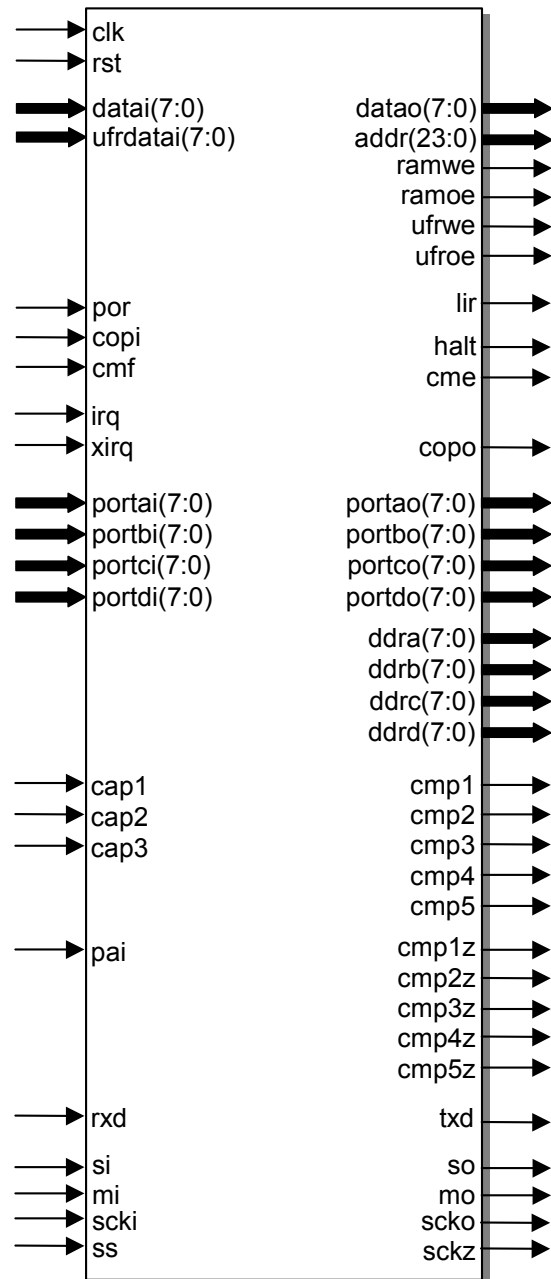 clk
rst
datai(7:0) datao(7:0)
ufrdatai(7:0) addr(23:0)
ramwe
ramoe
ufrwe
ufroe
por lir
copi halt
cmf cme
irq
xirq copo
portai(7:0) portao(7:0)
portbi(7:0) portbo(7:0)
portci(7:0) portco(7:0)
portdi(7:0) portdo(7:0)
ddra(7:0)
ddrb(7:0)
ddrc(7:0)
ddrd(7:0)
cap1 cmp1
cap2 cmp2
cap3 cmp3
cmp4
cmp5
pai cmp1z
cmp2z
cmp3z
cmp4z
cmp5z
rxd txd
si so
mi mo
scki scko
ss sckz